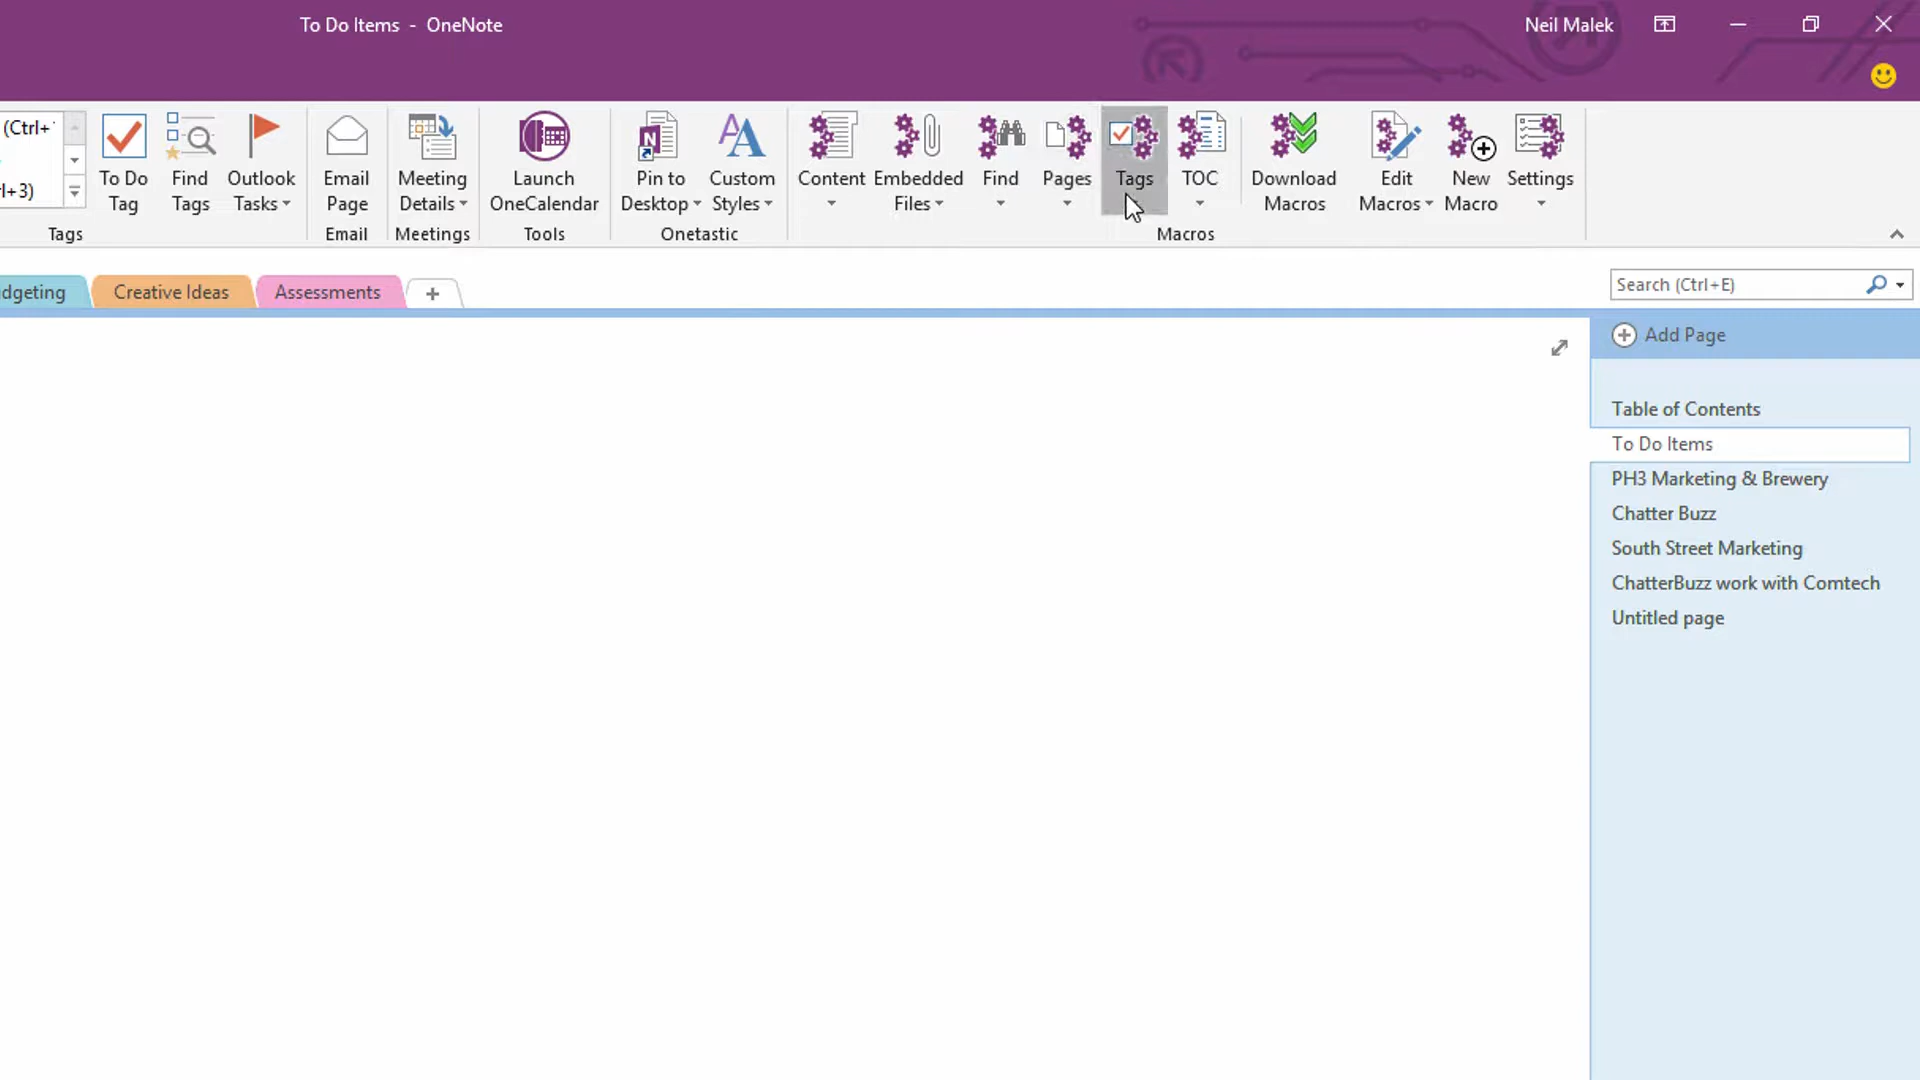 To Do Items - OneNote
Neil Malek
(Ctrl+
l+3)
To Do Tag
Find Tags
Outlook Tasks
Email Page
Meeting Details
Launch OneCalendar
Pin to Desktop
Custom Styles
Content
Embedded Files
Find
Pages
Tags
TOC
Download Macros
Edit Macros
New Macro
Settings
Tags
Email
Meetings
Tools
Onetastic
Macros
dgeting
Creative Ideas
Assessments
Search (Ctrl+E)
Add Page
Table of Contents
To Do Items
PH3 Marketing & Brewery
Chatter Buzz
South Street Marketing
ChatterBuzz work with Comtech
Untitled page